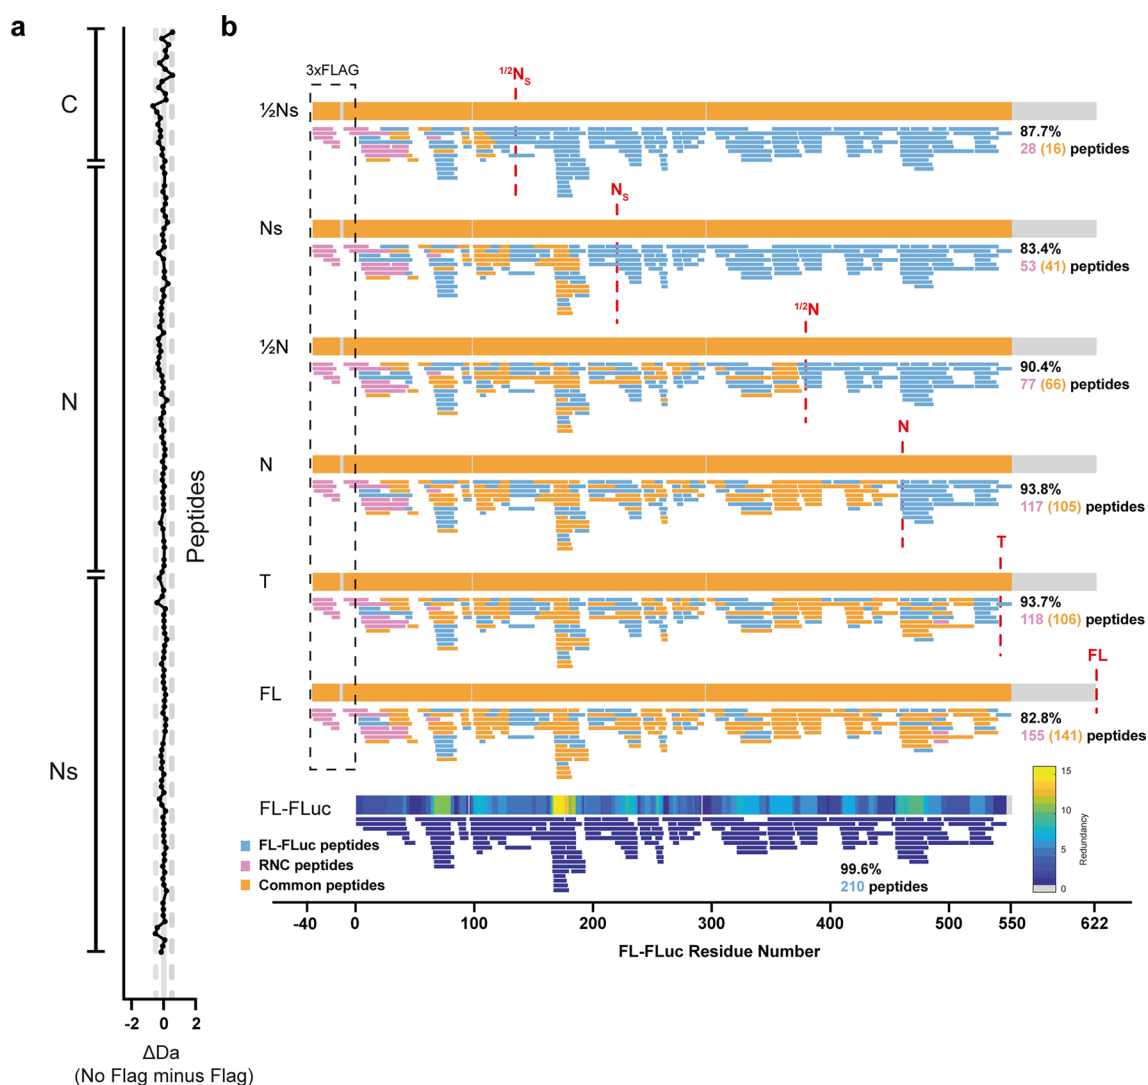 a
b
C
N
Ns
Peptides
-2
0
2
ΔDa
(No Flag minus Flag)
3xFLAG
½Ns
1/2NS
87.7%
28 (16) peptides
Ns
NS
83.4%
53 (41) peptides
½N
1/2N
90.4%
77 (66) peptides
N
N
93.8%
117 (105) peptides
T
T
93.7%
118 (106) peptides
FL
FL
82.8%
155 (141) peptides
FL-FLuc
15
10
5
0
Redundancy
FL-FLuc peptides
RNC peptides
Common peptides
99.6%
210 peptides
-40
0
100
200
300
400
500
550
622
FL-FLuc Residue Number